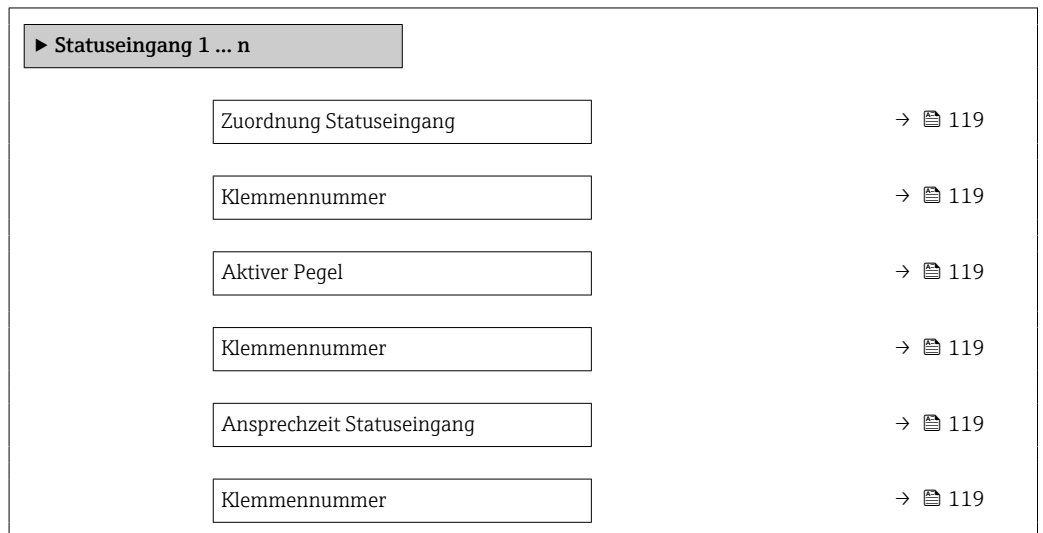 ▶ Statuseingang 1 … n
Zuordnung Statuseingang → 119
Klemmennummer → 119
Aktiver Pegel → 119
Klemmennummer → 119
Ansprechzeit Statuseingang → 119
Klemmennummer → 119